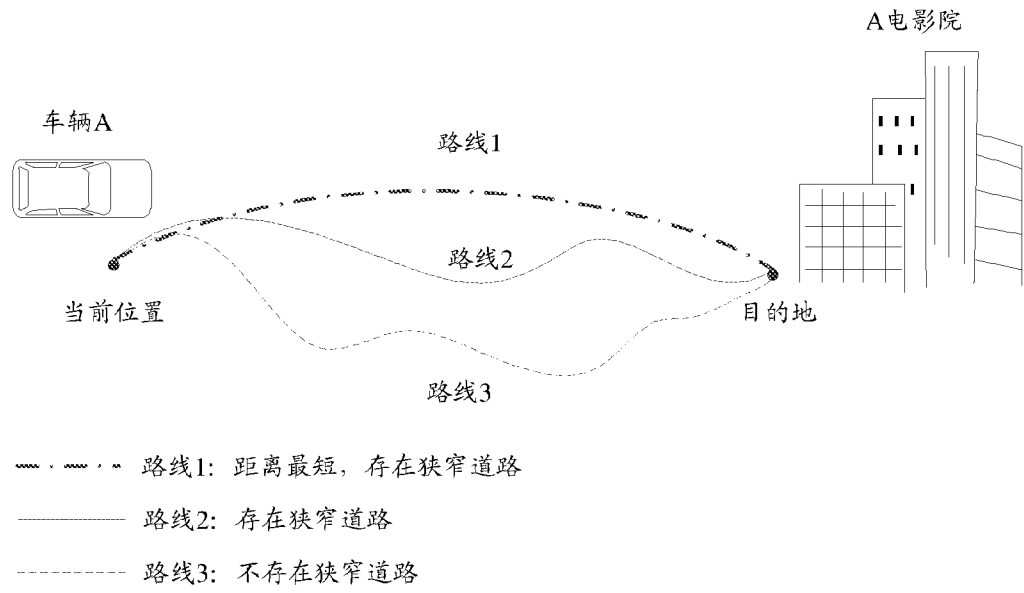 A电影院
车辆A
路线1
路线2
当前位置
目的地
路线3
路线1：距离最短，存在狭窄道路
路线2：存在狭窄道路
路线3：不存在狭窄道路